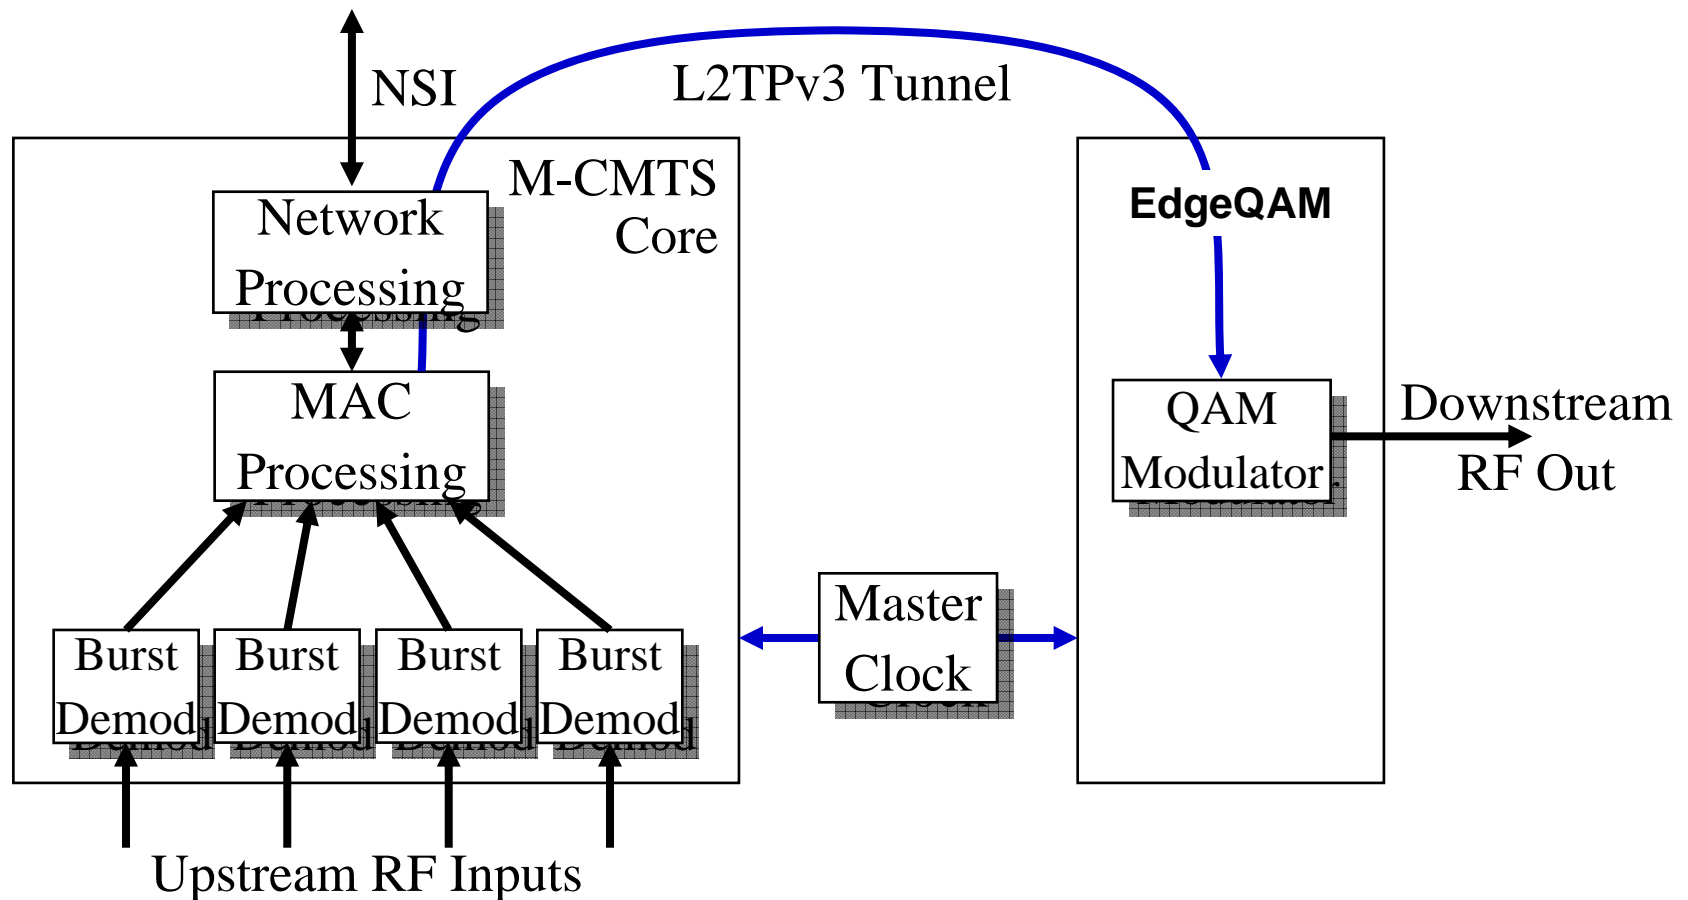 NSI
L2TPv3 Tunnel
M-CMTS
Core
Network
Processing
EdgeQAM
MAC
Processing
QAM
Modulator
Downstream
RF Out
Master
Clock
Burst
Demod
Burst
Demod
Burst
Demod
Burst
Demod
Upstream RF Inputs